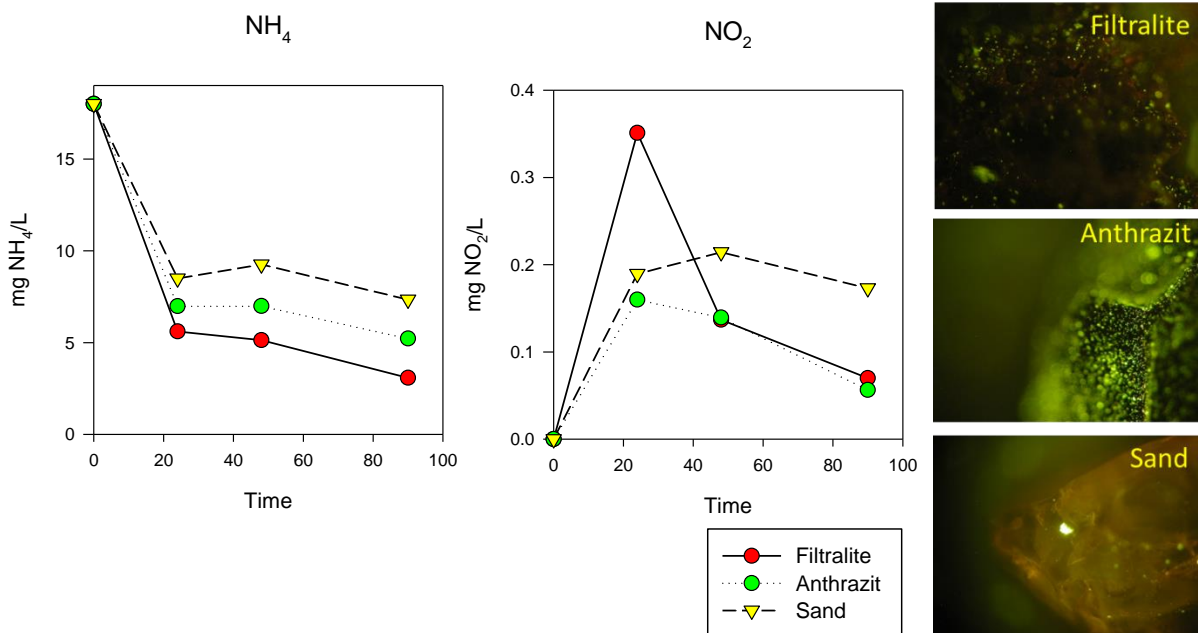 NH4
mg NH4/L
15
10
5
0
0 20 40 60 80 100
Time
NO2
mg NO2/L
0.4
0.3
0.2
0.1
0.0
0 20 40 60 80 100
Time
Filtralite
Anthrazit
Sand
Filtralite
Anthrazit
Sand